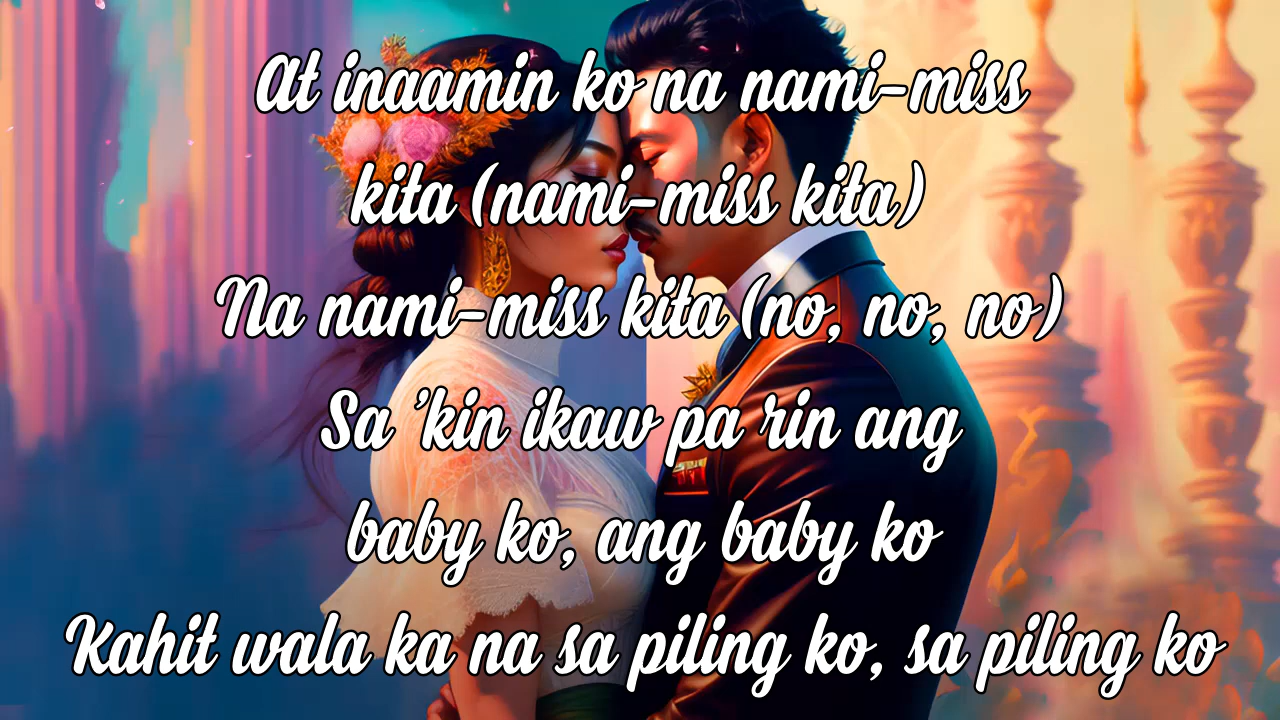 At inaamin ko na nami-miss
kita (nami-miss kita)
Na nami-miss kita (no, no, no)
Sa 'kin ikaw pa rin ang
baby ko, ang baby ko
Kahit wala ka na sa piling ko, sa piling ko